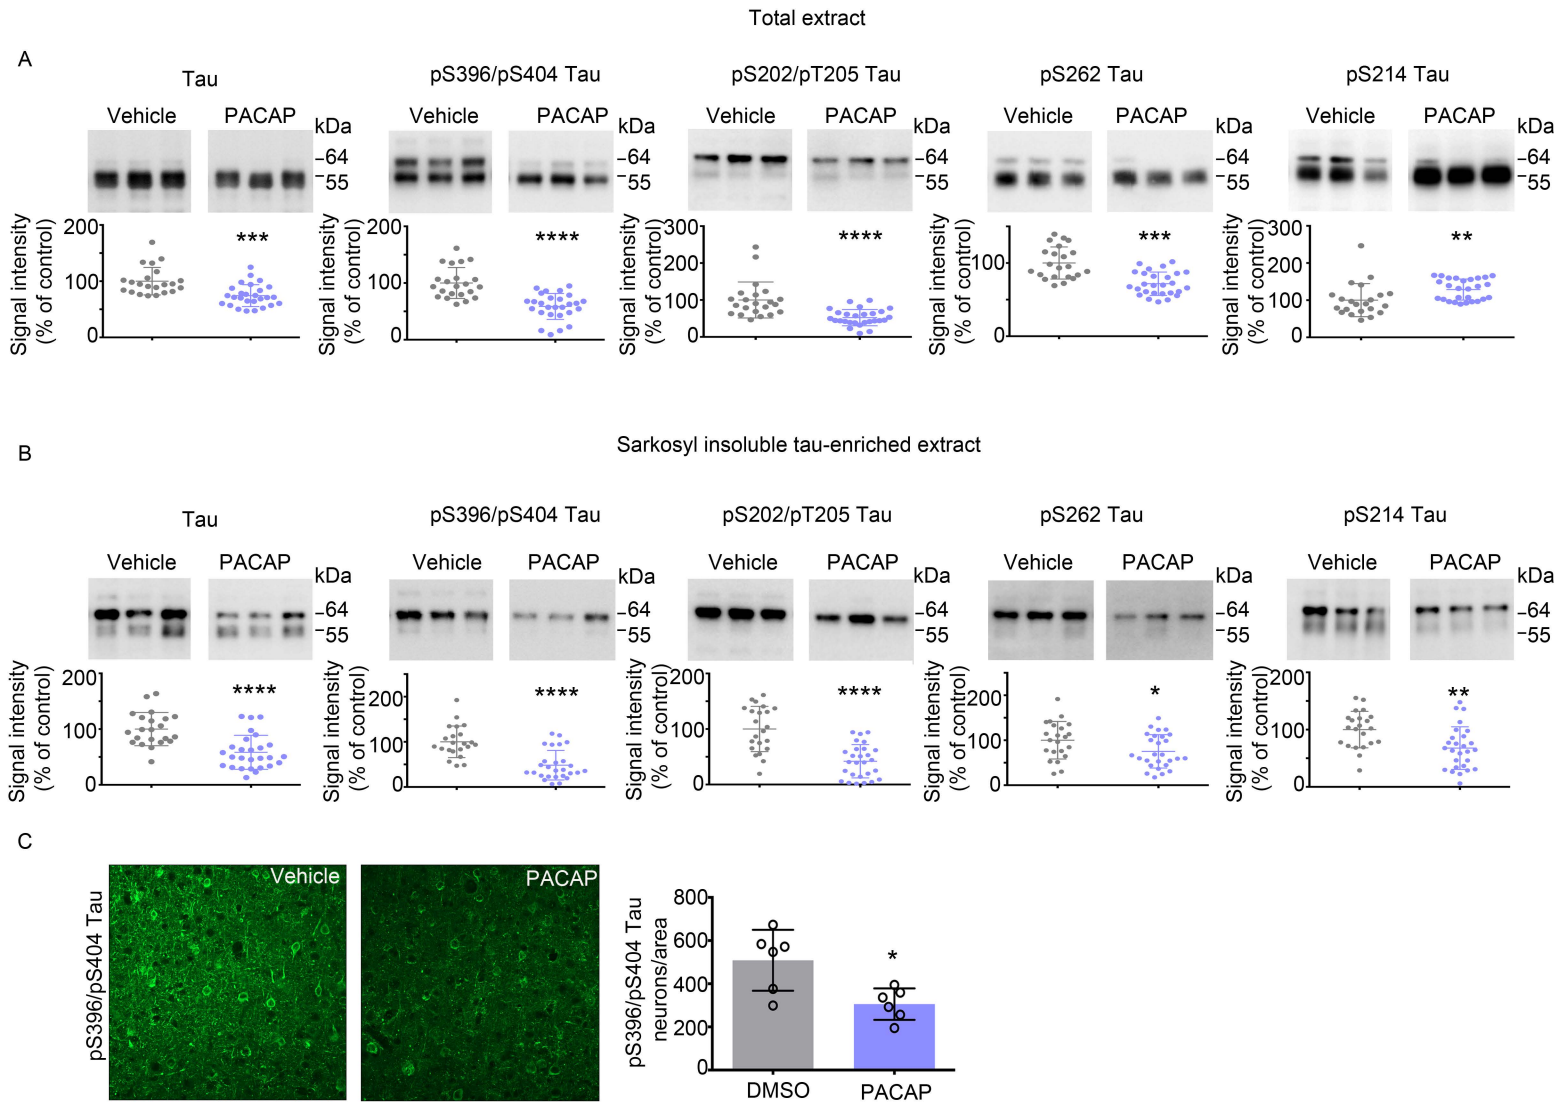 Total extract
A
Tau
pS396/pS404 Tau
pS202/pT205 Tau
pS262 Tau
pS214 Tau
Vehicle PACAP kDa
Vehicle PACAP kDa
Vehicle PACAP kDa
Vehicle PACAP kDa
Vehicle PACAP kDa
-64
-55
-64
-55
-64
-55
-64
-55
-64
-55
Signal intensity
(% of control)
200
100
0
***
Signal intensity
(% of control)
200
100
0
****
Signal intensity
(% of control)
300
200
100
0
****
Signal intensity
(% of control)
100
0
***
Signal intensity
(% of control)
300
200
100
0
**
B
Sarkosyl insoluble tau-enriched extract
Tau
pS396/pS404 Tau
pS202/pT205 Tau
pS262 Tau
pS214 Tau
Vehicle PACAP kDa
Vehicle PACAP kDa
Vehicle PACAP kDa
Vehicle PACAP kDa
Vehicle PACAP kDa
-64
-55
-64
-55
-64
-55
-64
-55
-64
-55
Signal intensity
(% of control)
200
100
0
****
Signal intensity
(% of control)
200
100
0
****
Signal intensity
(% of control)
200
100
0
****
Signal intensity
(% of control)
200
100
0
*
Signal intensity
(% of control)
200
100
0
**
C
pS396/pS404 Tau
Vehicle
PACAP
pS396/pS404 Tau
neurons/area
800
600
400
200
0
*
DMSO
PACAP